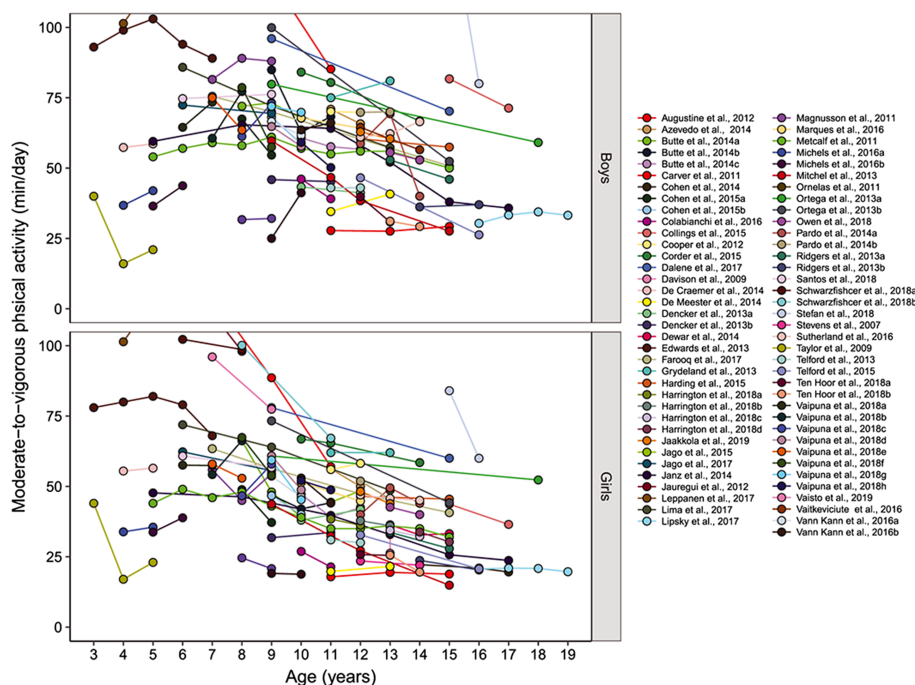 Moderate-to-vigorous phsical activity (min/day)
100
75
50
25
0
Boys
100
75
50
25
0
Girls
3 4 5 6 7 8 9 10 11 12 13 14 15 16 17 18 19
Age (years)
Augustine et al., 2012
Azevedo et al., 2014
Butte et al., 2014a
Butte et al., 2014b
Butte et al., 2014c
Carver et al., 2011
Cohen et al., 2014
Cohen et al., 2015a
Cohen et al., 2015b
Colabianchi et al., 2016
Collings et al., 2015
Cooper et al., 2012
Corder et al., 2015
Dalene et al., 2017
Davison et al., 2009
De Craemer et al., 2014
De Meester et al., 2014
Dencker et al., 2013a
Dencker et al., 2013b
Dewar et al., 2014
Edwards et al., 2013
Farooq et al., 2017
Grydeland et al., 2013
Harding et al., 2015
Harrington et al., 2018a
Harrington et al., 2018b
Harrington et al., 2018c
Harrington et al., 2018d
Jaakkola et al., 2019
Jago et al., 2015
Jago et al., 2017
Janz et al., 2014
Jauregui et al., 2012
Leppanen et al., 2017
Lima et al., 2017
Lipsky et al., 2017
Magnusson et al., 2011
Marques et al., 2016
Metcalf et al., 2011
Michels et al., 2016a
Michels et al., 2016b
Mitchel et al., 2013
Ornelas et al., 2011
Ortega et al., 2013a
Ortega et al., 2013b
Owen et al., 2018
Pardo et al., 2014a
Pardo et al., 2014b
Ridgers et al., 2013a
Ridgers et al., 2013b
Santos et al., 2018
Schwarzfishcer et al., 2018a
Schwarzfishcer et al., 2018b
Stefan et al., 2018
Stevens et al., 2007
Sutherland et al., 2016
Taylor et al., 2009
Telford et al., 2013
Telford et al., 2015
Ten Hoor et al., 2018a
Ten Hoor et al., 2018b
Vaipuna et al., 2018a
Vaipuna et al., 2018b
Vaipuna et al., 2018c
Vaipuna et al., 2018d
Vaipuna et al., 2018e
Vaipuna et al., 2018f
Vaipuna et al., 2018g
Vaipuna et al., 2018h
Vaisto et al., 2019
Vaitkeviciute et al., 2016
Vann Kann et al., 2016a
Vann Kann et al., 2016b